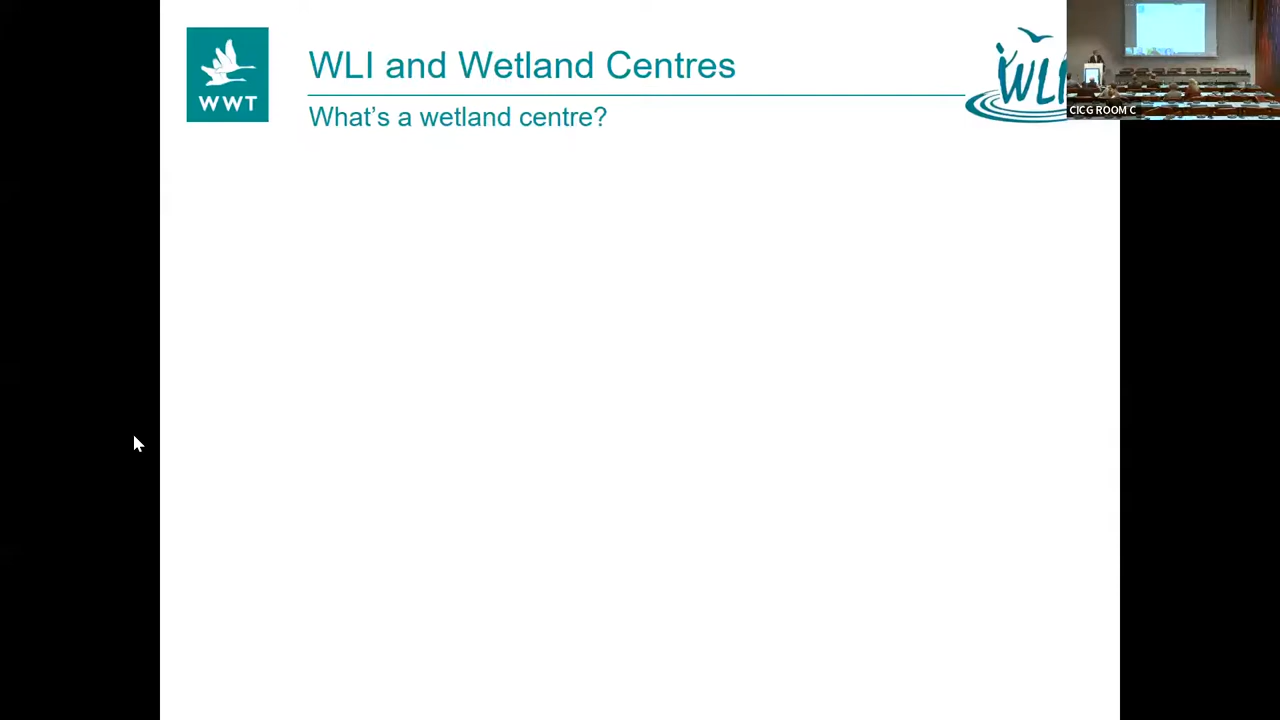 WWT
WLI and Wetland Centres
What's a wetland centre?
WLI
CICG ROOM C